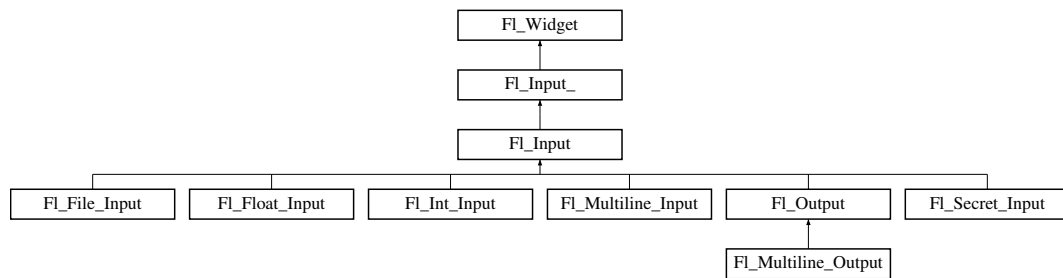 Fl_Widget
Fl_Input_
Fl_Input
Fl_File_Input
Fl_Float_Input
Fl_Int_Input
Fl_Multiline_Input
Fl_Output
Fl_Secret_Input
Fl_Multiline_Output